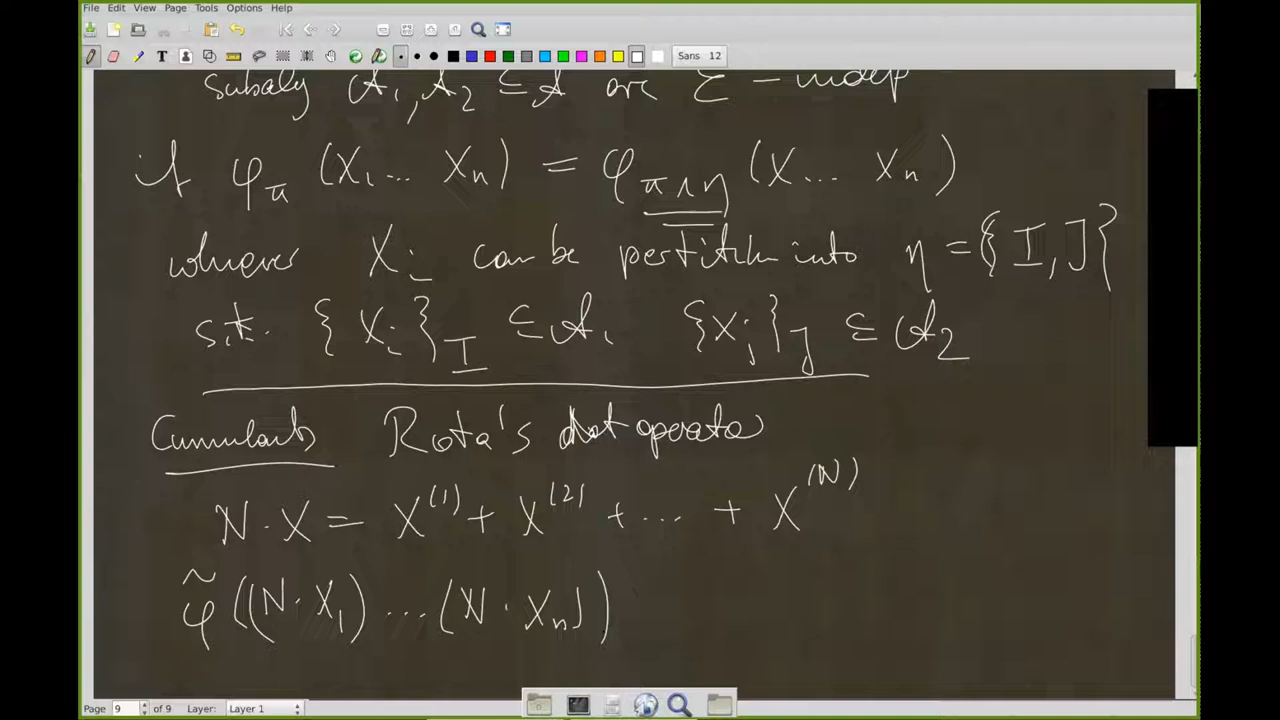 File Edit View Journal Page Tools Options Help
Sans 12
subalg 𝒜₁, 𝒜₂ ⊆ 𝒜 are ℰ - indep
if φ_π (X₁... Xₙ) = φ_{π∧η} (X... Xₙ)
whenever Xᵢ can be partition into η = {I, J}
s.t. {Xᵢ}_I ⊆ 𝒜₁ {Xⱼ}_J ⊆ 𝒜₂
Cumulants Rota's dot operator
N·X = X⁽¹⁾ + X⁽²⁾ + ... + X⁽ᴺ⁾
φ̃ ((N·X₁) ... (N·Xₙ))
Page 9 of 9 Layer: Layer 1